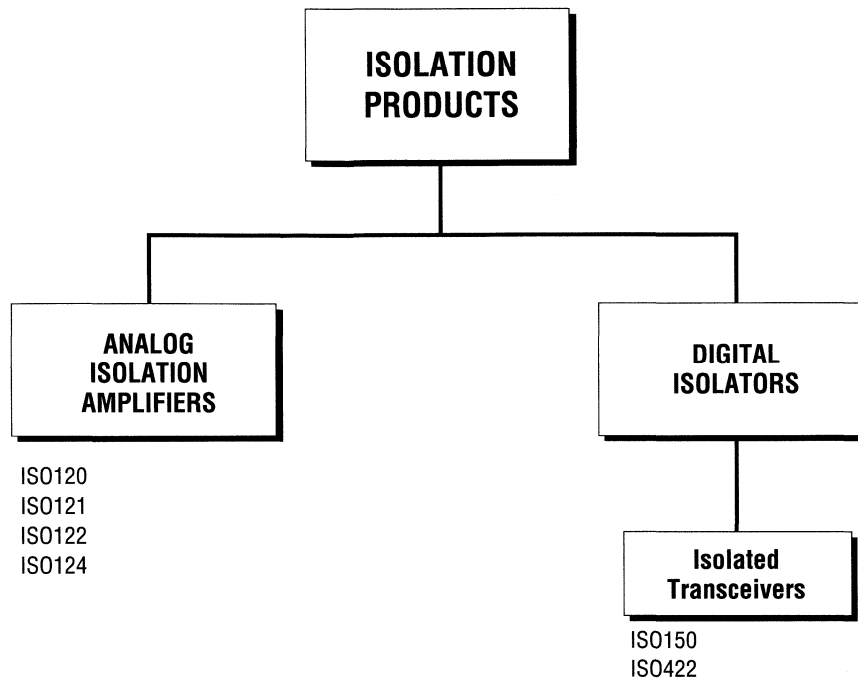 ISOLATION
PRODUCTS
ANALOG
ISOLATION
AMPLIFIERS
ISO120
ISO121
ISO122
ISO124
DIGITAL
ISOLATORS
Isolated
Transceivers
ISO150
ISO422